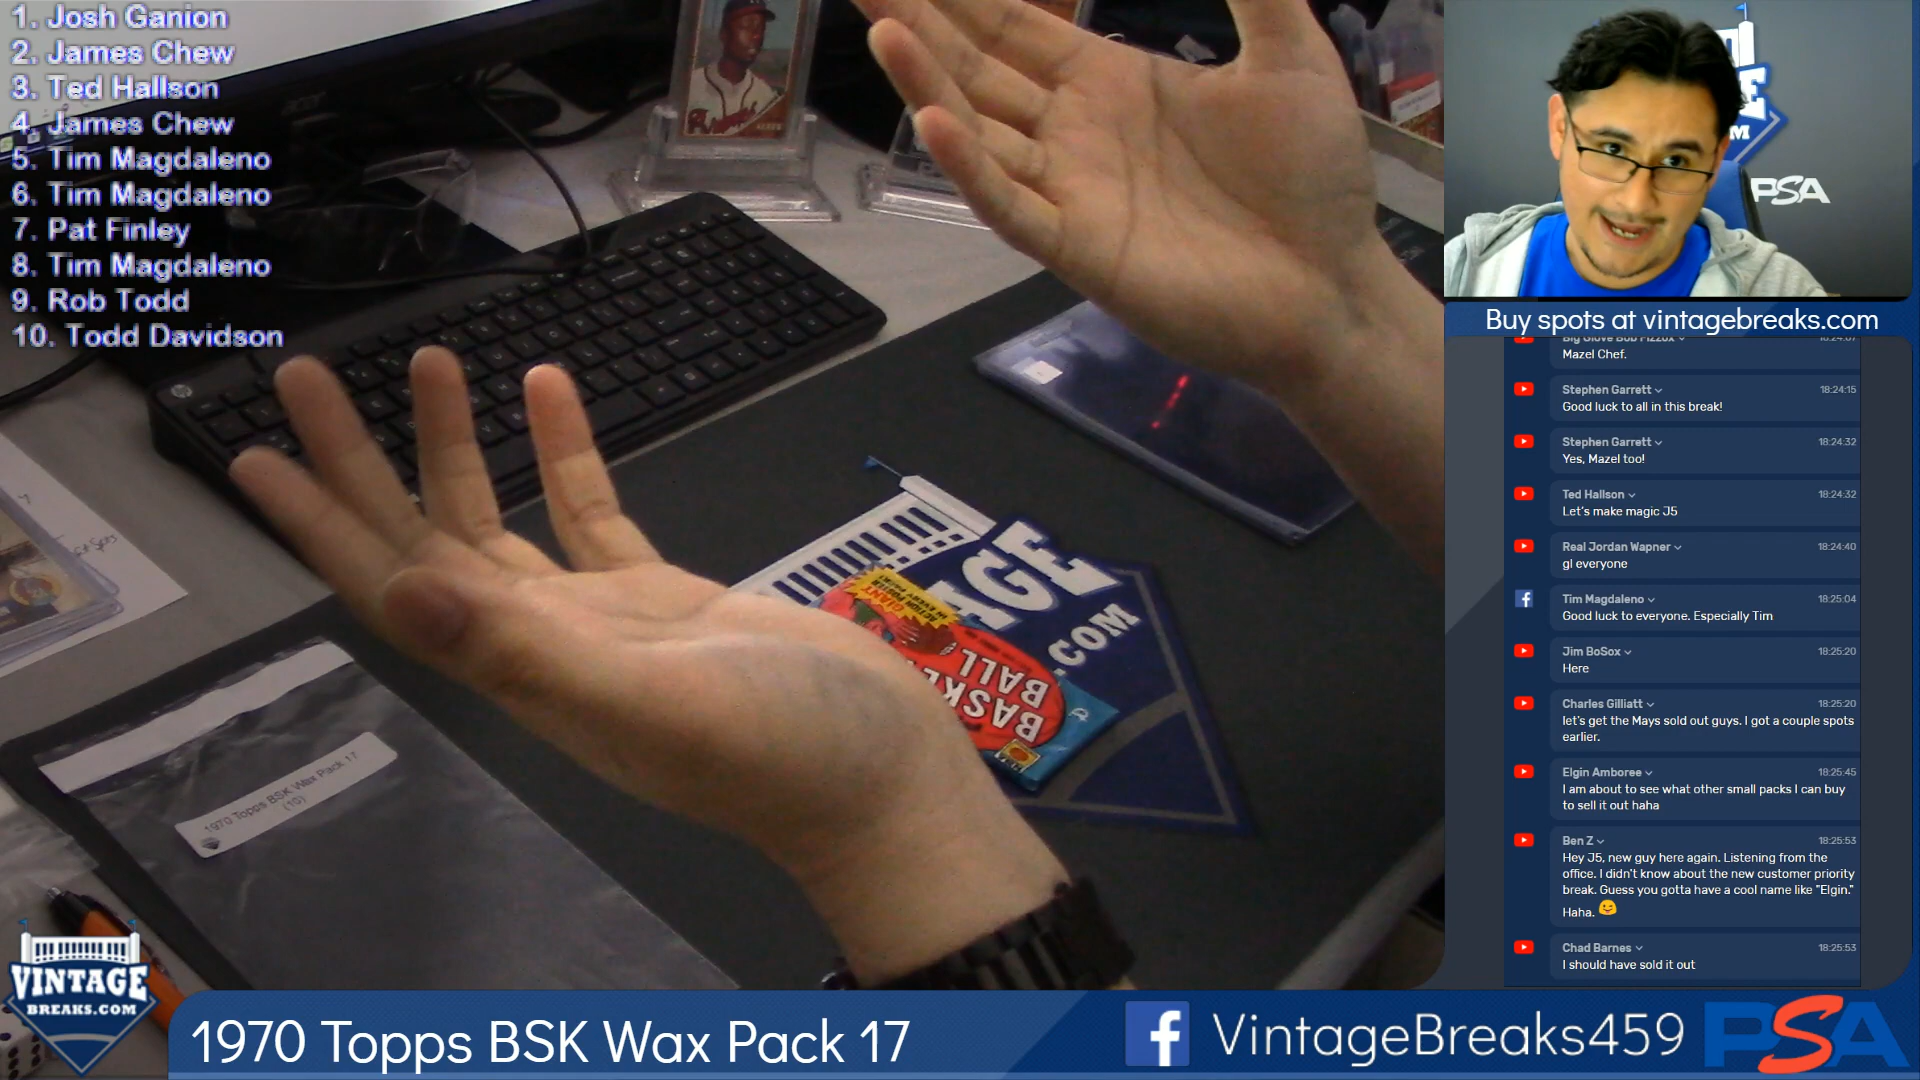 1. Josh Ganion
2. James Chew
3. Ted Hallson
4. James Chew
5. Tim Magdaleno
6. Tim Magdaleno
7. Pat Finley
8. Tim Magdaleno
9. Rob Todd
10. Todd Davidson
PSA
Buy spots at vintagebreaks.com
Mazel Chef.
Stephen Garrett 18:24:15
Good luck to all in this break!
Stephen Garrett 18:24:32
Yes, Mazel too!
Ted Hallson 18:24:32
Let's make magic J5
Real Jordan Wapner 18:24:40
gl everyone
Tim Magdaleno 18:25:04
Good luck to everyone. Especially Tim
Jim BoSox 18:25:20
Here
Charles Gilliatt 18:25:20
let's get the Mays sold out guys. I got a couple spots
earlier.
Elgin Amboree 18:25:45
I am about to see what other small packs I can buy
to sell it out haha
Ben Z 18:25:53
Hey J5, new guy here again. Listening from the
office. I didn't know about the new customer priority
break. Guess you gotta have a cool name like "Elgin."
Haha. 😉
Chad Barnes 18:25:53
I should have sold it out
GIANT
ACTION POSTER
IN EVERY PACK!
BASKET
BALL
AGE
.COM
1970 Topps BSK Wax Pack 17
(10)
VINTAGE
BREAKS.COM
1970 Topps BSK Wax Pack 17
VintageBreaks459
PSA